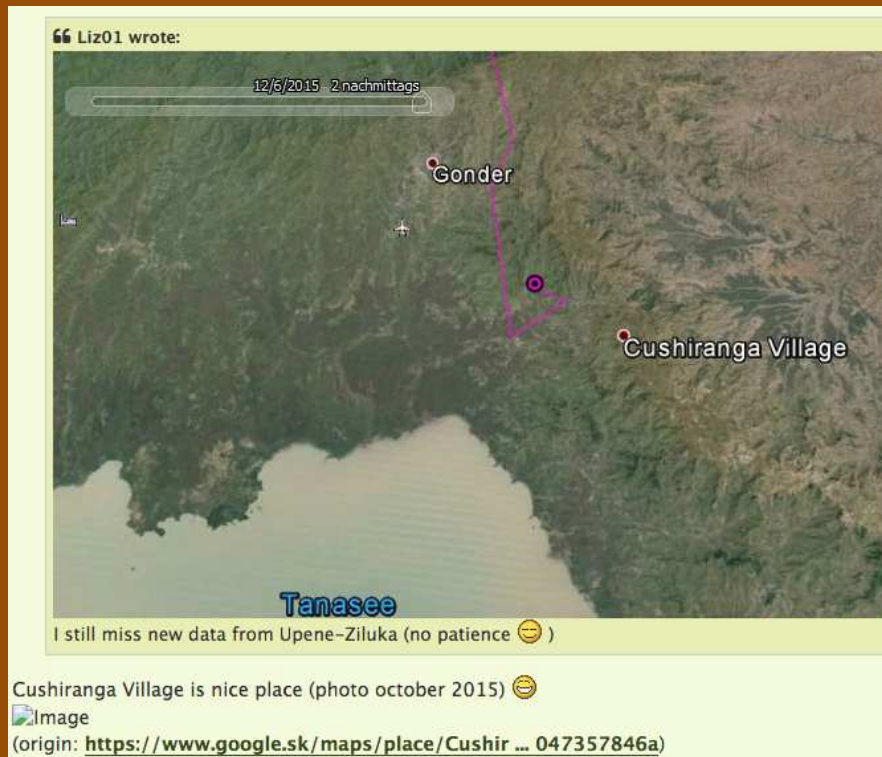 Liz01 wrote:
12/6/2015 2 nachmittags
Gonder
Cushiranga Village
Tanasee
I still miss new data from Upene-Ziluka (no patience )
Cushiranga Village is nice place (photo october 2015)
Image
(origin: https://www.google.sk/maps/place/Cushir ... 047357846a)